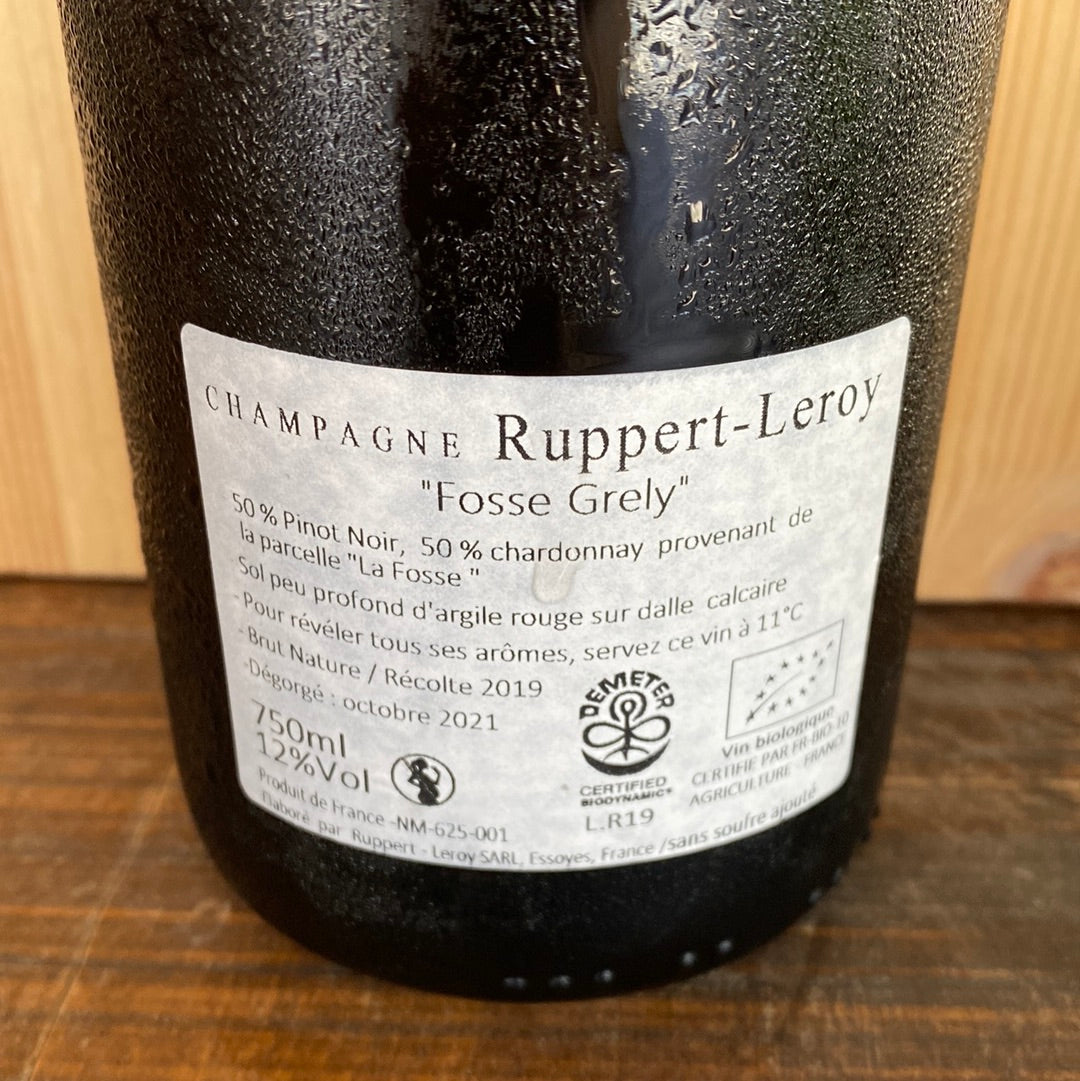 CHAMPAGNE Ruppert-Leroy
"Fosse Grely"
50 % Pinot Noir, 50 % chardonnay provenant de
la parcelle "La Fosse "
Sol peu profond d'argile rouge sur dalle calcaire
-Pour révéler tous ses arômes, servez ce vin à 11°C
-Brut Nature / Récolte 2019
-Dégorgé : octobre 2021
750ml
12%Vol
DEMETER
CERTIFIED
BIODYNAMIC
L.R19
Vin biologique
CERTIFIE PAR FR-BIO-10
AGRICULTURE - FRANCE
Produit de France -NM-625-001
Elaboré par Ruppert - Leroy SARL, Essoyes, France /sans soufre ajouté